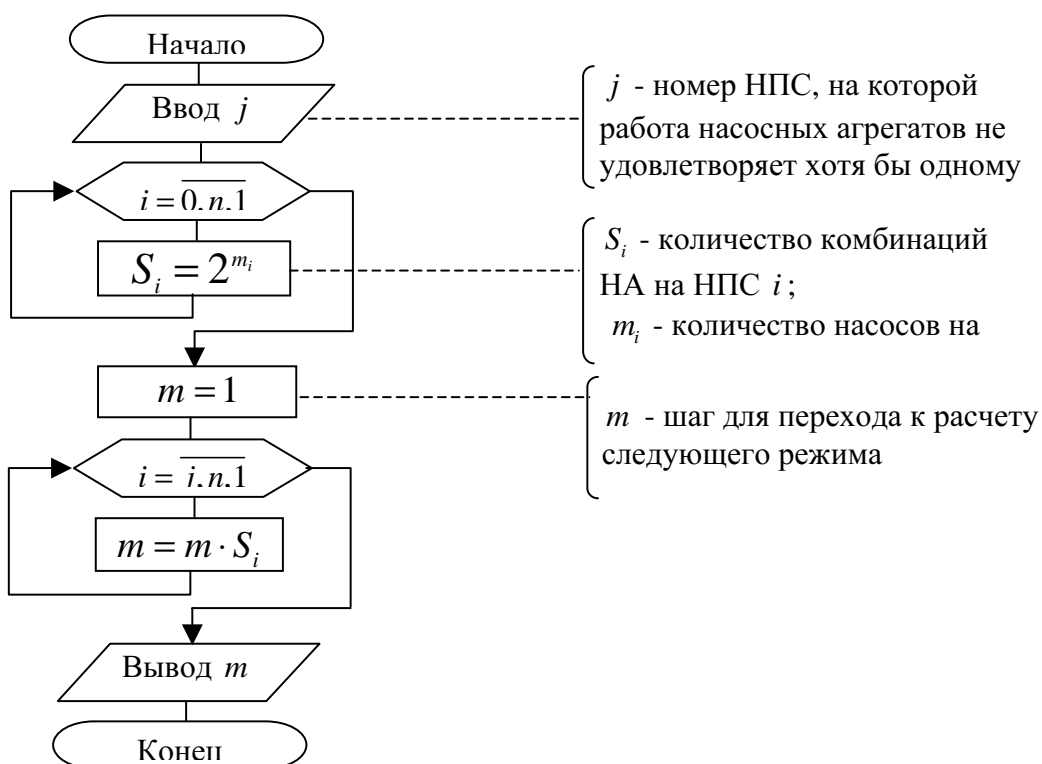 Начало
Ввод j
j - номер НПС, на которой
работа насосных агрегатов не
удовлетворяет хотя бы одному
i = 0, n, 1
S_i = 2^{m_i}
S_i - количество комбинаций
НА на НПС i;
m_i - количество насосов на
m = 1
m - шаг для перехода к расчету
следующего режима
i = j, n, 1
m = m · S_i
Вывод m
Конец